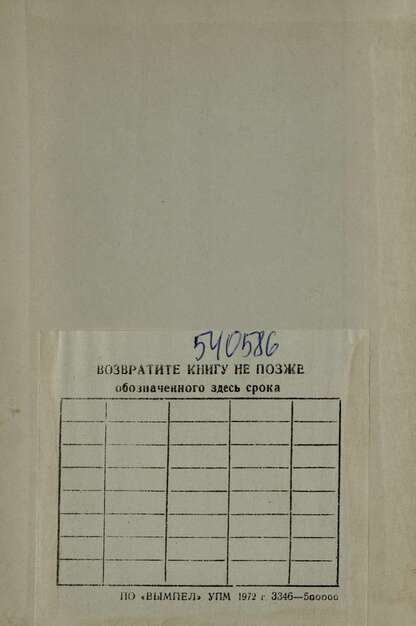 540586
ВОЗВРАТИТЕ КНИГУ НЕ ПОЗЖЕ
обозначенного здесь срока
ПО «ВЫМПЕЛ» УПМ 1972 г. 3346—500000